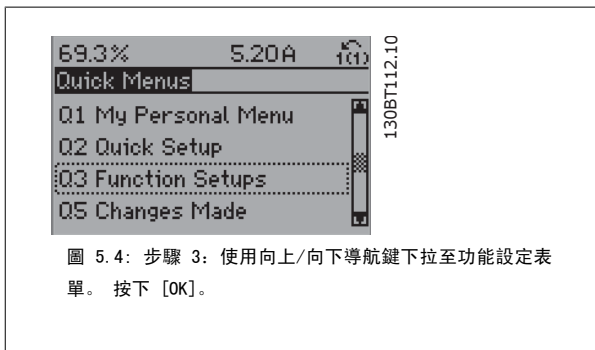 69.3% 5.20A 1(1)
Quick Menus
Q1 My Personal Menu
Q2 Quick Setup
Q3 Function Setups
Q5 Changes Made
130BT112.10
圖 5.4: 步驟 3：使用向上/向下導航鍵下拉至功能設定表
單。 按下 [OK]。